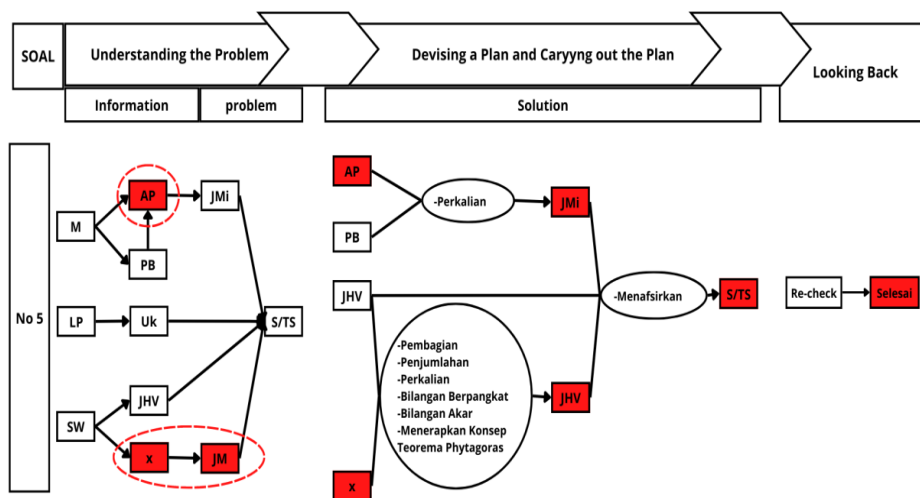 SOAL
Understanding the Problem
Devising a Plan and Caryyng out the Plan
Looking Back
Information
problem
Solution
No 5
M
AP
JMi
PB
LP
Uk
S/TS
SW
JHV
x
JM
AP
PB
-Perkalian
JMi
JHV
-Pembagian
-Penjumlahan
-Perkalian
-Bilangan Berpangkat
-Bilangan Akar
-Menerapkan Konsep
Teorema Phytagoras
x
JHV
-Menafsirkan
S/TS
Re-check
Selesai